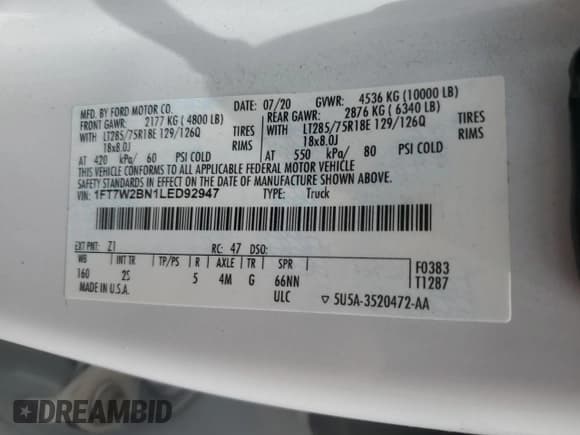 MFD. BY FORD MOTOR CO.
DATE: 07/20 GVWR: 4536 KG (10000 LB)
FRONT GAWR: 2177 KG (4800 LB)
REAR GAWR: 2876 KG (6340 LB)
WITH LT285/75R18E 129/126Q TIRES
WITH LT285/75R18E 129/126Q TIRES
18x8.0J RIMS
18x8.0J RIMS
AT 420 kPa/ 60 PSI COLD
AT 550 kPa/ 80 PSI COLD
THIS VEHICLE CONFORMS TO ALL APPLICABLE FEDERAL MOTOR VEHICLE
SAFETY STANDARDS IN EFFECT ON THE DATE OF MANUFACTURE SHOWN ABOVE.
VIN: 1FT7W2BN1LED92947 TYPE: Truck
EXT PNT: Z1 RC: 47 DSO:
WB INT TR TP/PS R AXLE TR SPR
160 2S 5 4M G 66NN
MADE IN U.S.A. ULC
F0383
T1287
▽ 5U5A-3520472-AA
DREAMBID